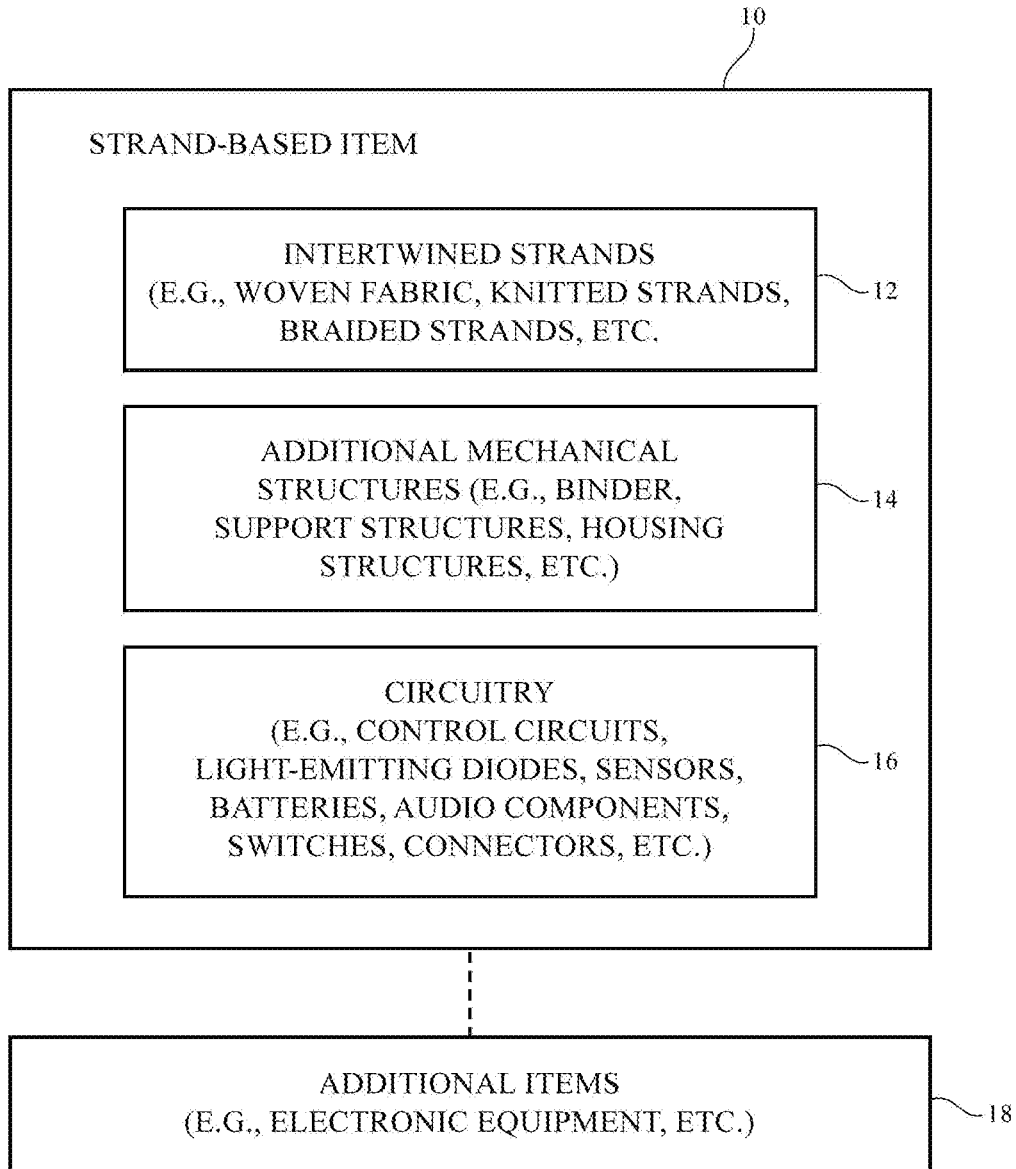 10
STRAND-BASED ITEM
INTERTWINED STRANDS
(E.G., WOVEN FABRIC, KNITTED STRANDS,
BRAIDED STRANDS, ETC.
12
ADDITIONAL MECHANICAL
STRUCTURES (E.G., BINDER,
SUPPORT STRUCTURES, HOUSING
STRUCTURES, ETC.)
14
CIRCUITRY
(E.G., CONTROL CIRCUITS,
LIGHT-EMITTING DIODES, SENSORS,
BATTERIES, AUDIO COMPONENTS,
SWITCHES, CONNECTORS, ETC.)
16
ADDITIONAL ITEMS
(E.G., ELECTRONIC EQUIPMENT, ETC.)
18